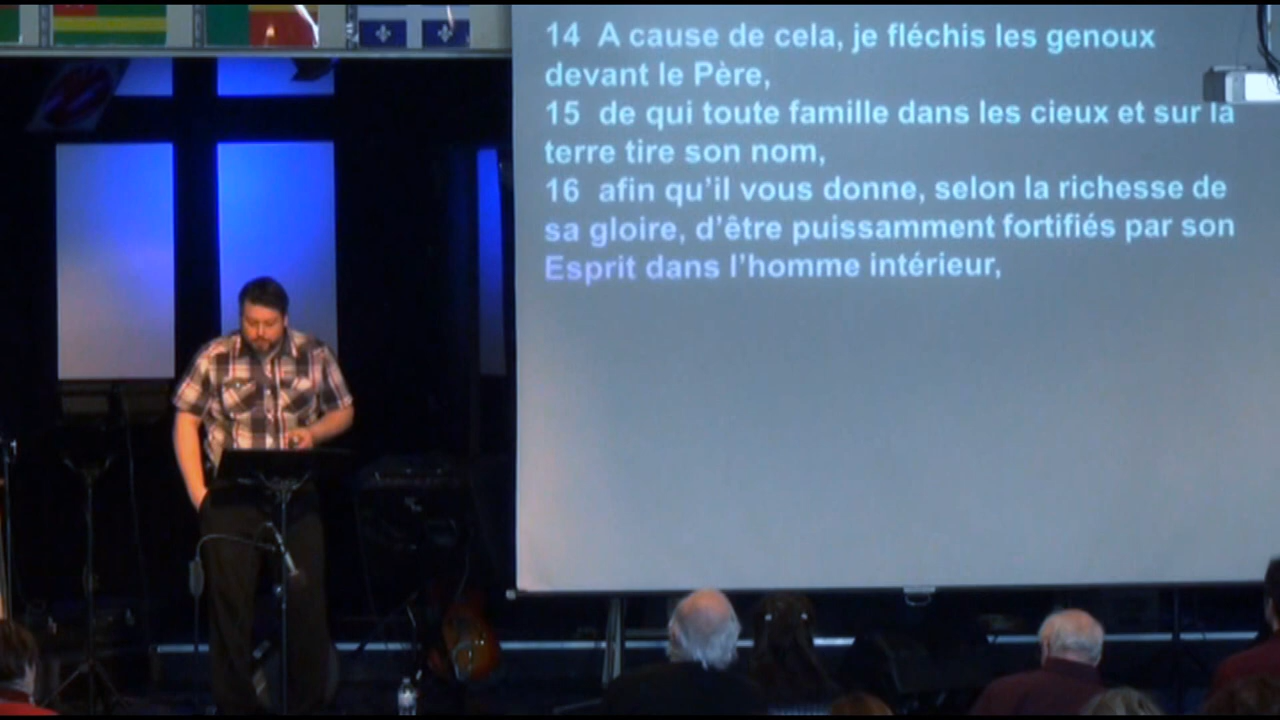 14  A cause de cela, je fléchis les genoux
devant le Père,
15  de qui toute famille dans les cieux et sur la
terre tire son nom,
16  afin qu’il vous donne, selon la richesse de
sa gloire, d’être puissamment fortifiés par son
Esprit dans l’homme intérieur,